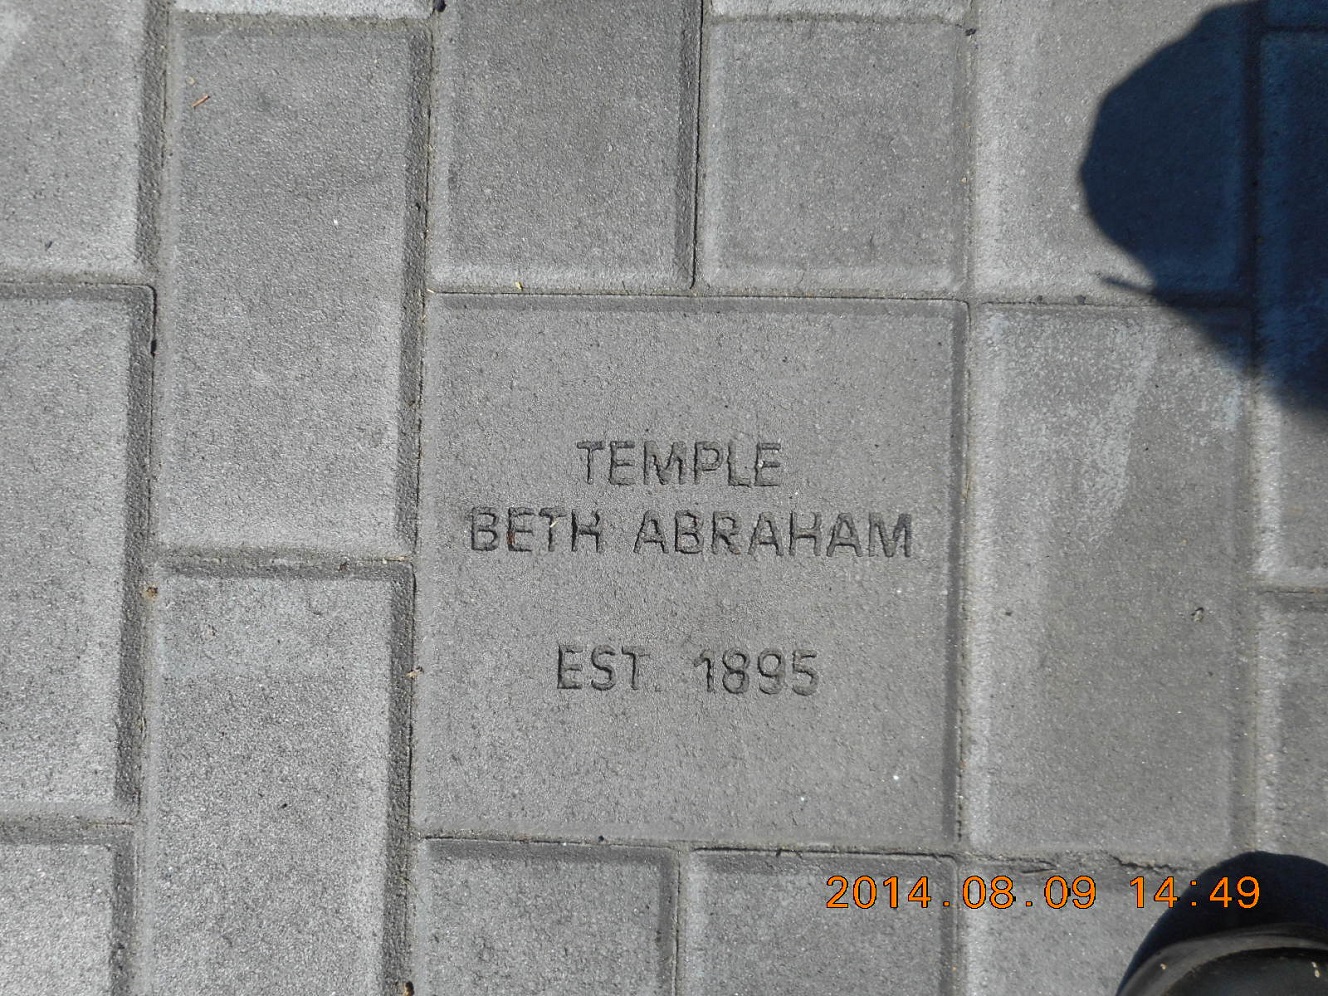 TEMPLE
BETH ABRAHAM
EST. 1895
2014.08.09 14:49